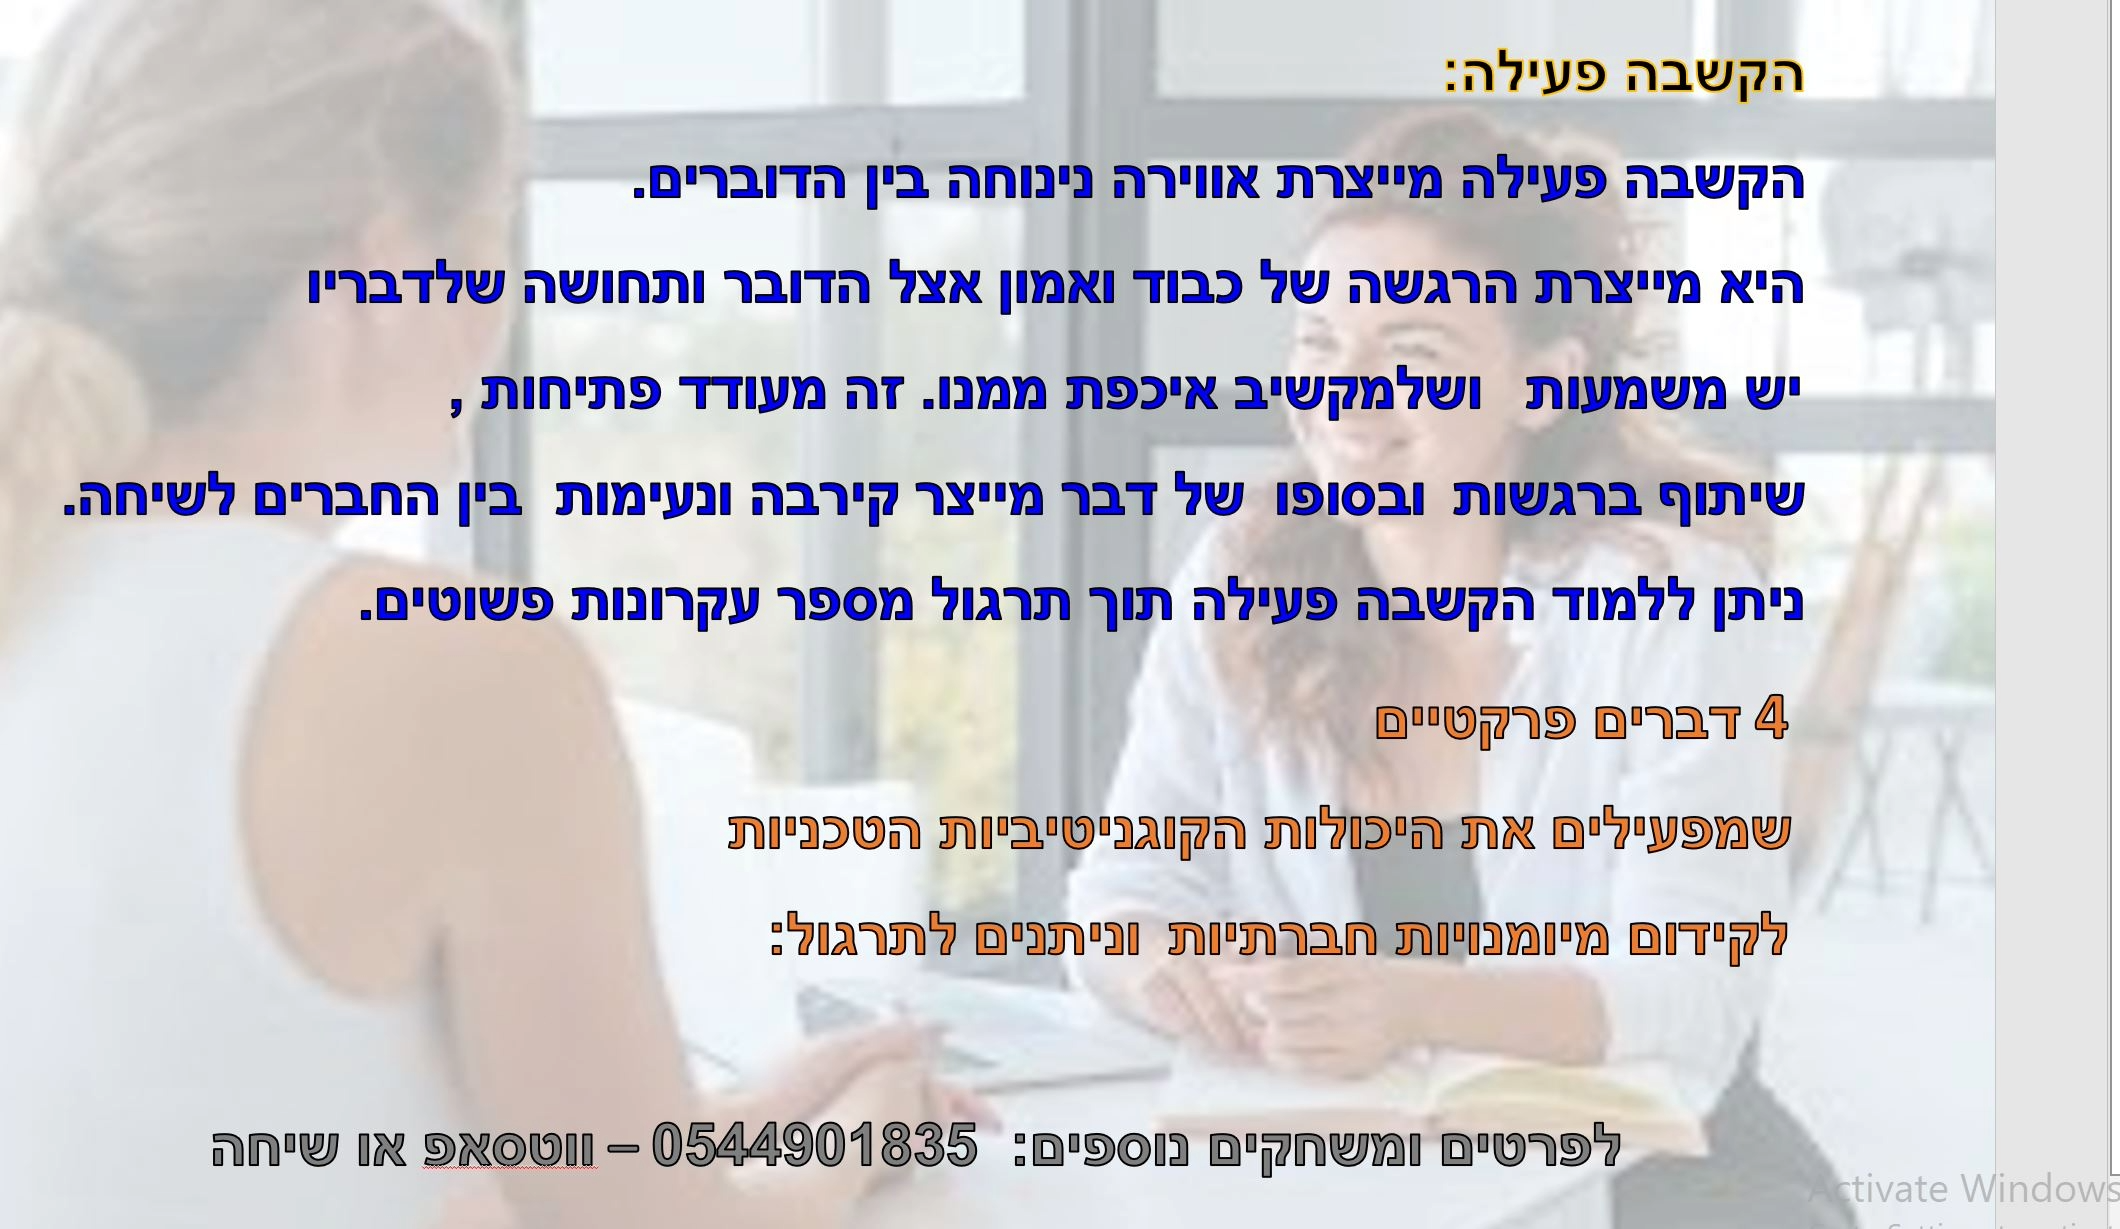 הקשבה פעילה:
הקשבה פעילה מייצרת אווירה נינוחה בין הדוברים.
היא מייצרת הרגשה של כבוד ואמון אצל הדובר ותחושה שלדבריו
יש משמעות ושלמקשיב איכפת ממנו. זה מעודד פתיחות ,
שיתוף ברגשות ובסופו של דבר מייצר קירבה ונעימות בין החברים לשיחה.
ניתן ללמוד הקשבה פעילה תוך תרגול מספר עקרונות פשוטים.
4 דברים פרקטיים
שמפעילים את היכולות הקוגניטיביות הטכניות
לקידום מיומנויות חברתיות וניתנים לתרגול:
לפרטים ומשחקים נוספים: 0544901835 – ווטסאפ או שיחה
Activate Windows